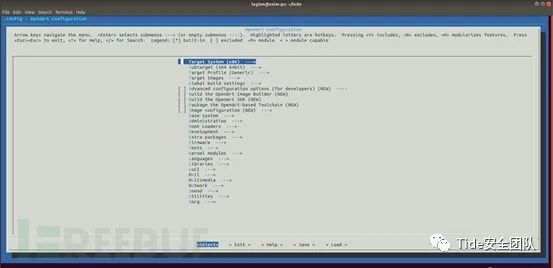 legion@xxlm-pc: ~/lede
File Edit View Search Terminal Help
.config - OpenWrt Configuration
OpenWrt Configuration
Arrow keys navigate the menu. <Enter> selects submenus ---> (or empty submenus ----). Highlighted letters are hotkeys. Pressing <Y> includes, <N> excludes, <M> modularizes features. Press
<Esc><Esc> to exit, <?> for Help, </> for Search. Legend: [*] built-in [ ] excluded <M> module < > module capable
Target System (x86) --->
Subtarget (x64 64bit) --->
Target Profile (Generic) --->
Target Images --->
Global build settings --->
[ ] Advanced configuration options (for developers) (NEW) ----
[ ] Build the OpenWrt Image Builder (NEW)
[ ] Build the OpenWrt SDK (NEW)
[ ] Package the OpenWrt-based Toolchain (NEW)
[ ] Image configuration (NEW) --->
Base system --->
Administration --->
Boot Loaders --->
Development --->
Extra packages --->
Firmware --->
Fonts --->
Kernel modules --->
Languages --->
Libraries --->
LuCI --->
Mail --->
Multimedia --->
Network --->
Sound --->
Utilities --->
Xorg --->
<Select> < Exit > < Help > < Save > < Load >
FREEBUF
Tide安全团队